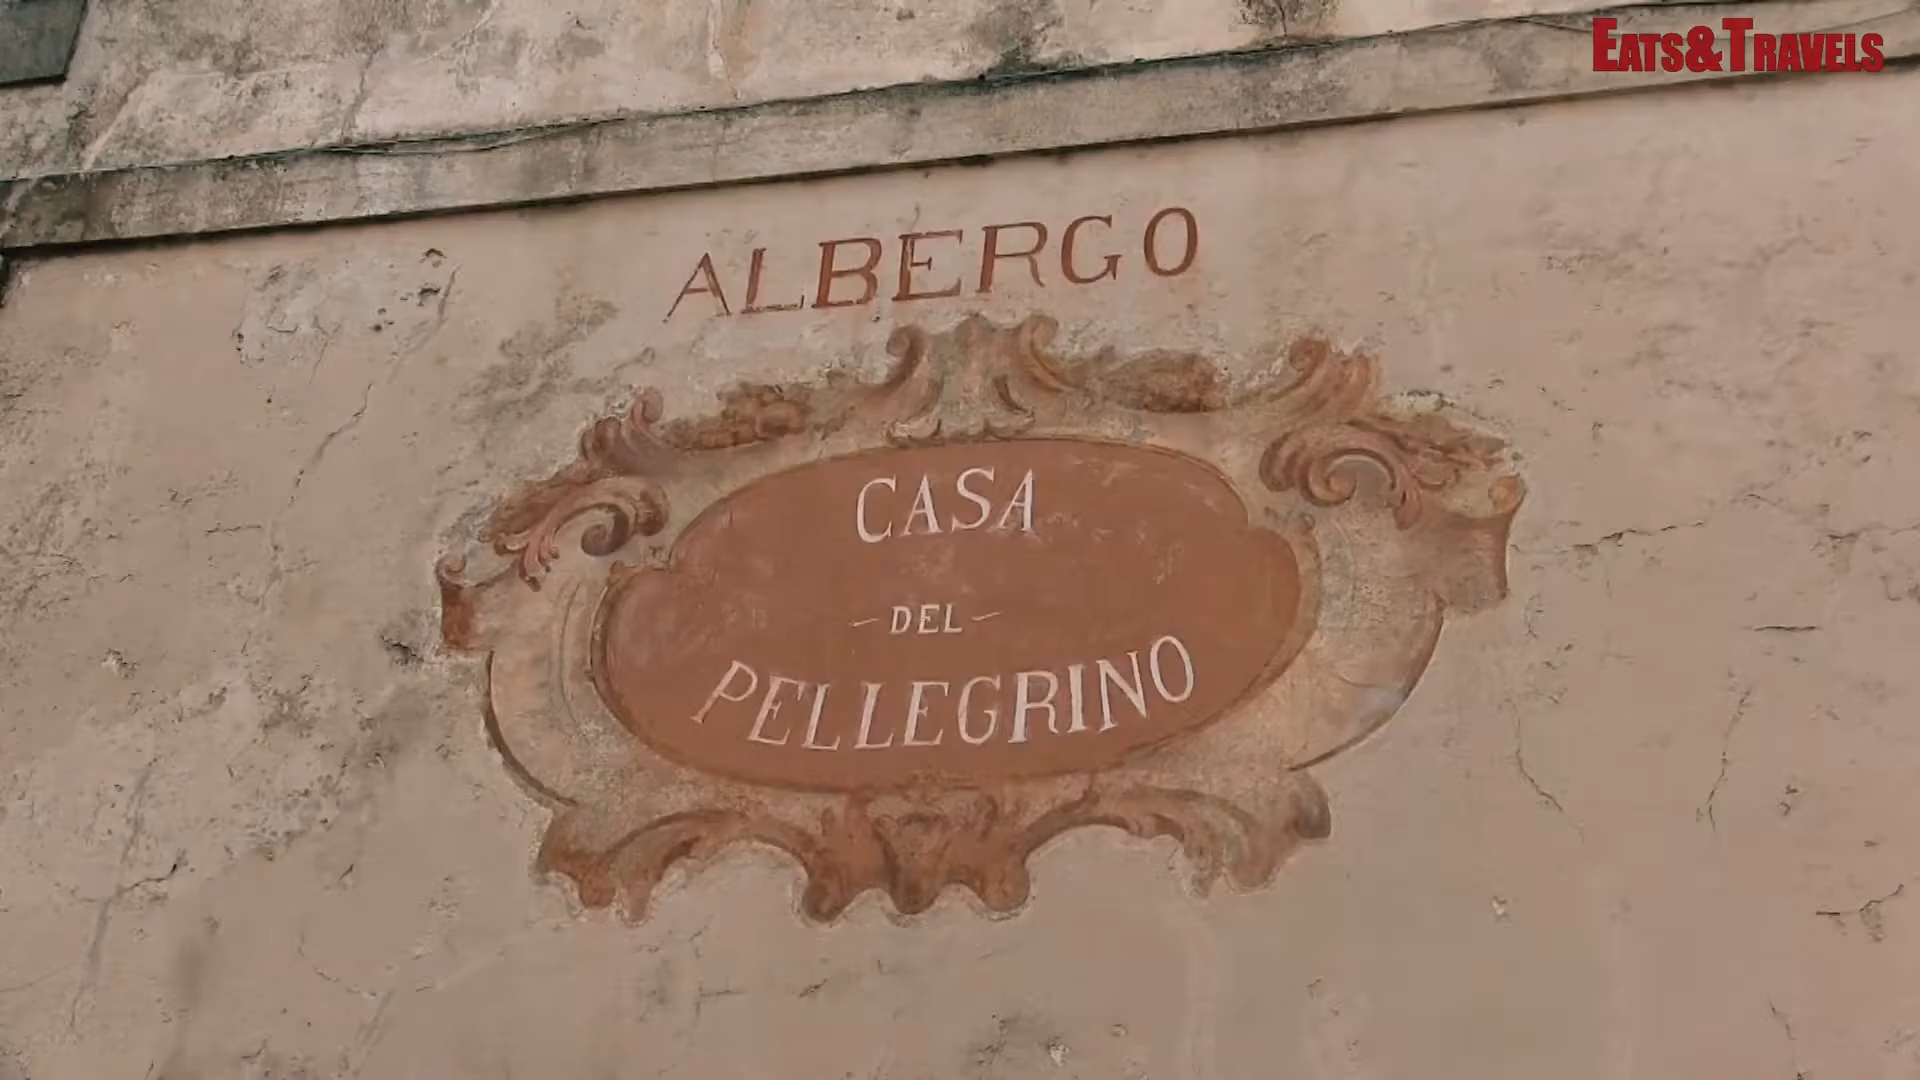 EATS&TRAVELS
ALBERGO
CASA
- DEL -
PELLEGRINO